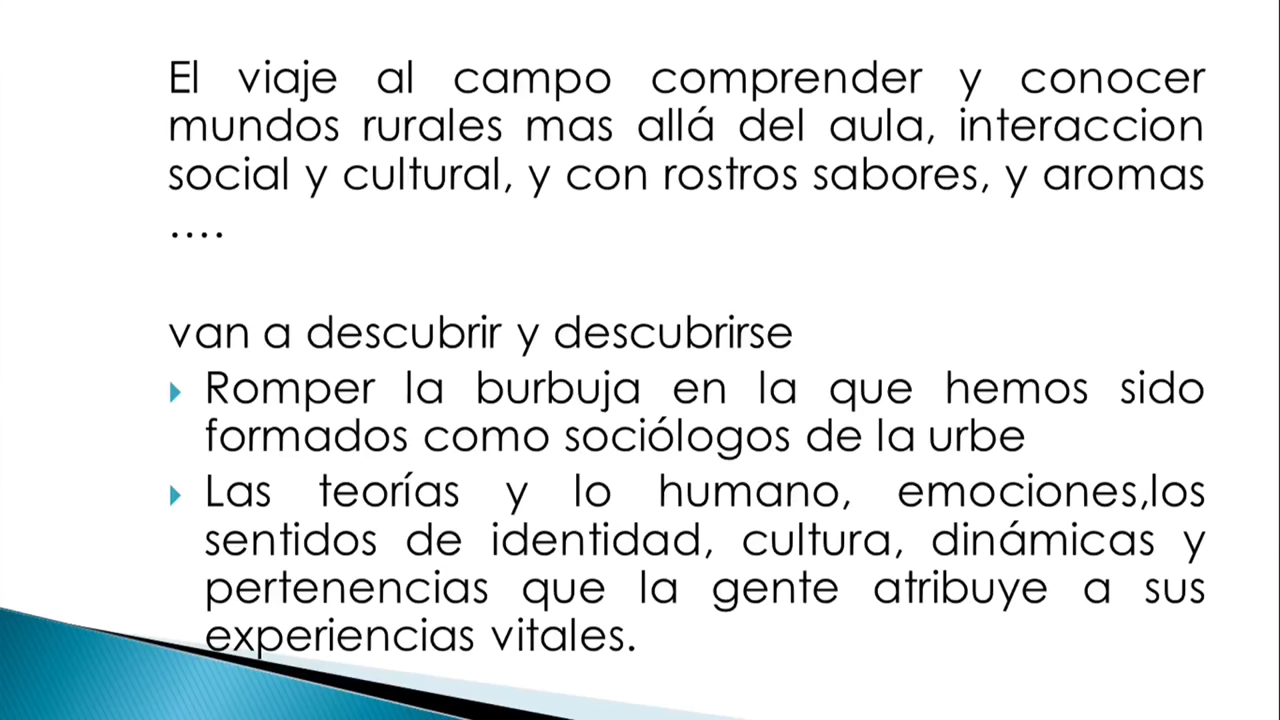 El viaje al campo comprender y conocer
mundos rurales mas allá del aula, interaccion
social y cultural, y con rostros sabores, y aromas
....
van a descubrir y descubrirse
Romper la burbuja en la que hemos sido
formados como sociólogos de la urbe
Las teorías y lo humano, emociones,los
sentidos de identidad, cultura, dinámicas y
pertenencias que la gente atribuye a sus
experiencias vitales.